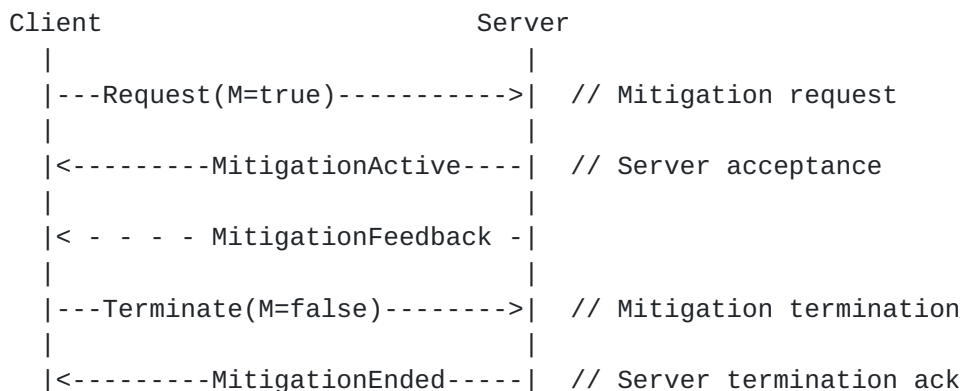 Client                         Server
  |                                |
  |---Request(M=true)------------>|  // Mitigation request
  |                                |
  |<---------MitigationActive----|  // Server acceptance
  |                                |
  |< - - - - MitigationFeedback -|
  |                                |
  |---Terminate(M=false)-------->|  // Mitigation termination
  |                                |
  |<---------MitigationEnded-----|  // Server termination ack